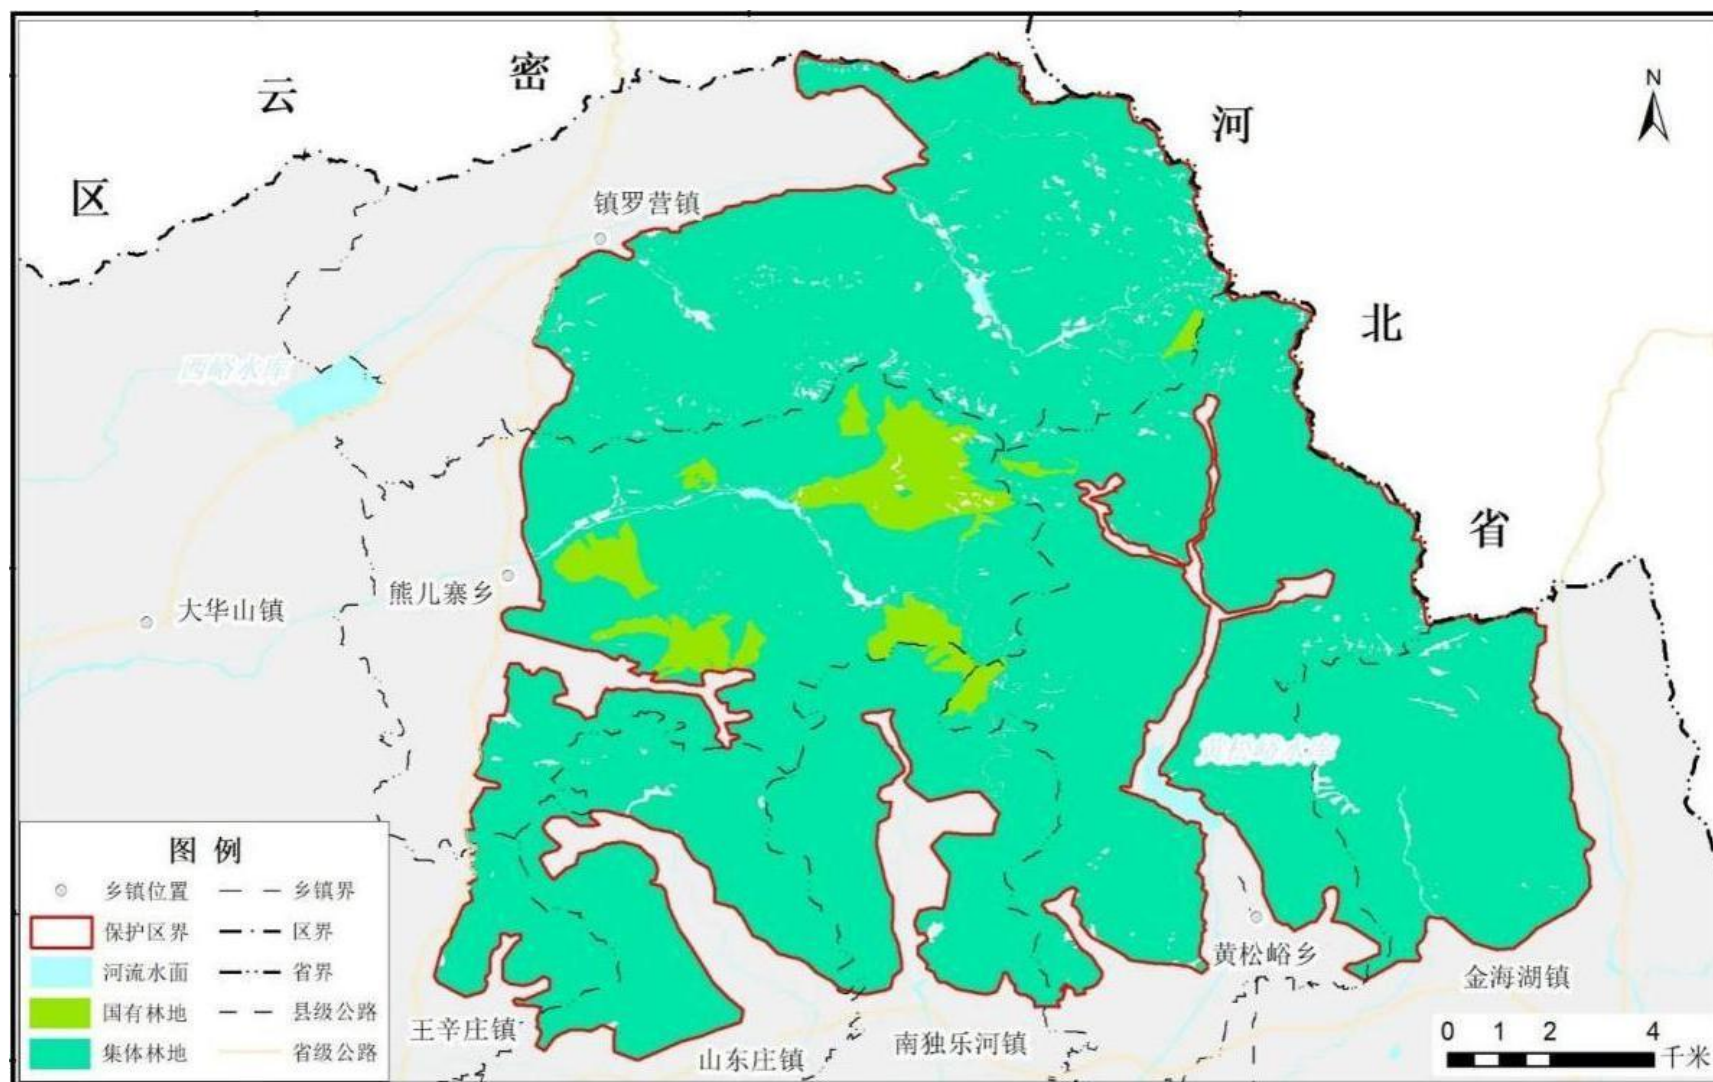 密
云
区
河
北
省
N
镇罗营镇
西峪水库
熊儿寨乡
大华山镇
黄松峪水库
黄松峪乡
金海湖镇
王辛庄镇
山东庄镇
南独乐河镇
图 例
乡镇位置
乡镇界
保护区界
区界
河流水面
省界
国有林地
县级公路
集体林地
省级公路
0 1 2 4
千米